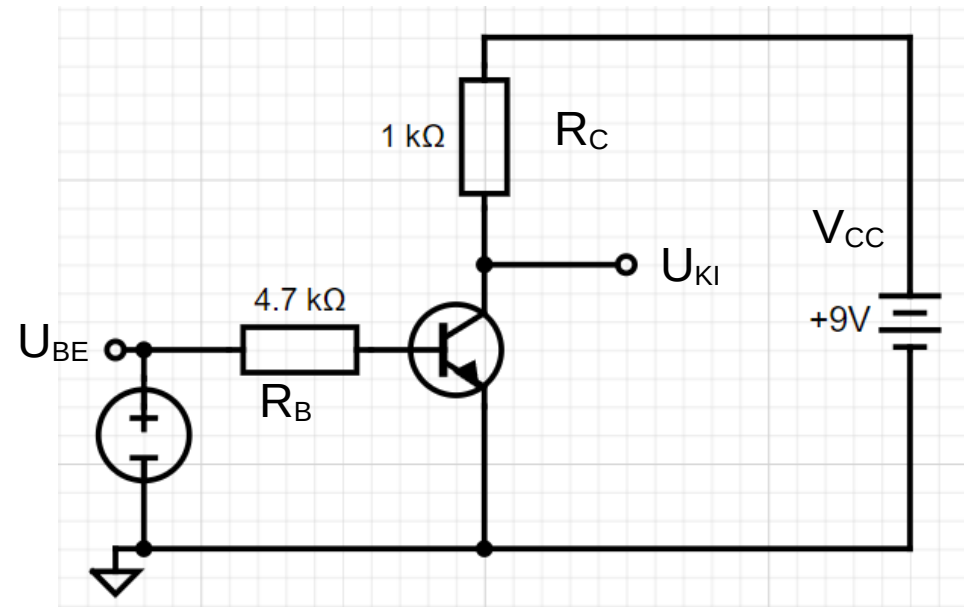 1 kΩ
RC
VCC
UKI
4.7 kΩ
+9V
UBE
RB